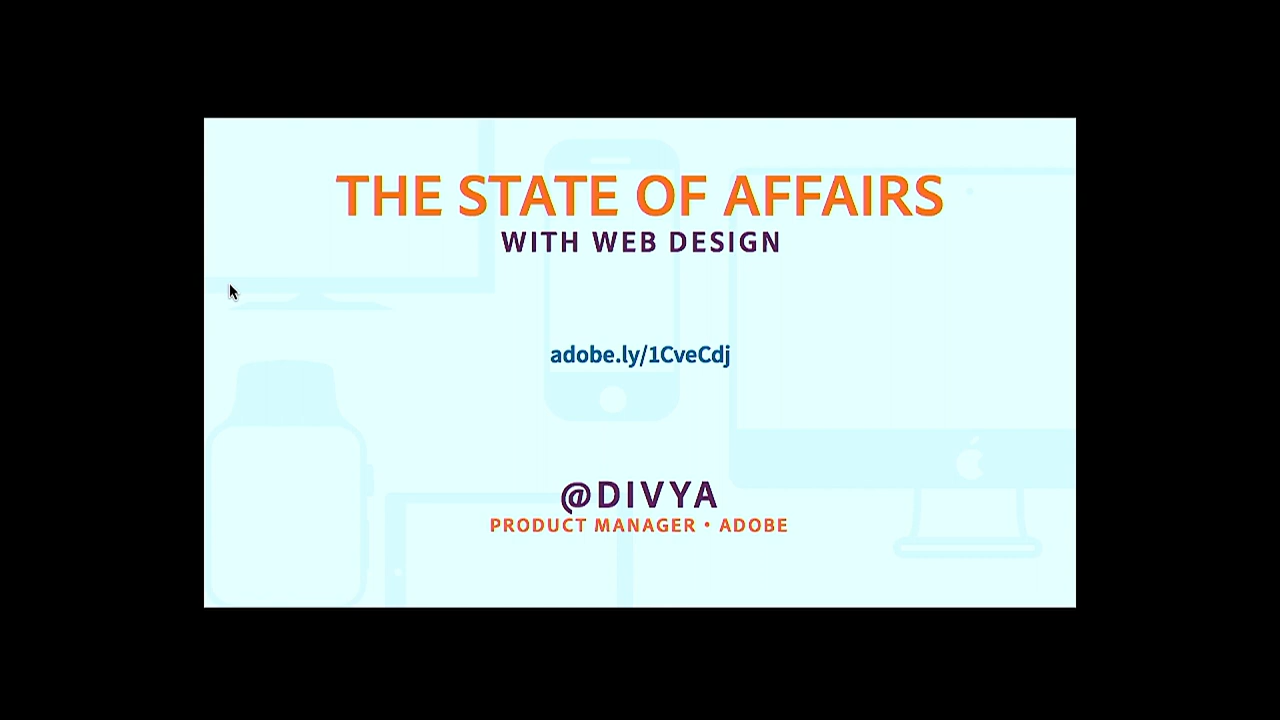 THE STATE OF AFFAIRS
WITH WEB DESIGN
adobe.ly/1CveCdj
@DIVYA
PRODUCT MANAGER • ADOBE